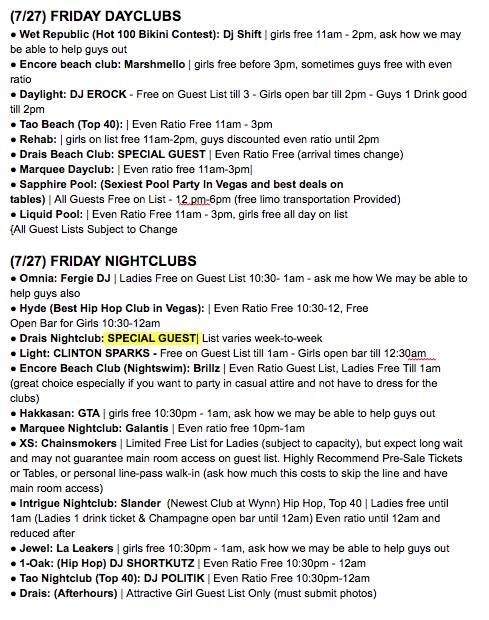 (7/27) FRIDAY DAYCLUBS
● Wet Republic (Hot 100 Bikini Contest): Dj Shift | girls free 11am - 2pm, ask how we may
be able to help guys out
● Encore beach club: Marshmello | girls free before 3pm, sometimes guys free with even
ratio
● Daylight: DJ EROCK - Free on Guest List till 3 - Girls open bar till 2pm - Guys 1 Drink good
till 2pm
● Tao Beach (Top 40): | Even Ratio Free 11am - 3pm
● Rehab: | girls on list free 11am-2pm, guys discounted even ratio until 2pm
● Drais Beach Club: SPECIAL GUEST | Even Ratio Free (arrival times change)
● Marquee Dayclub: | Even ratio free 11am-3pm|
● Sapphire Pool: (Sexiest Pool Party In Vegas and best deals on
tables) | All Guests Free on List - 12 pm-6pm (free limo transportation Provided)
● Liquid Pool: | Even Ratio Free 11am - 3pm, girls free all day on list
{All Guest Lists Subject to Change
(7/27) FRIDAY NIGHTCLUBS
● Omnia: Fergie DJ | Ladies Free on Guest List 10:30- 1am - ask me how We may be able to
help guys also
● Hyde (Best Hip Hop Club in Vegas): | Even Ratio Free 10:30-12, Free
Open Bar for Girls 10:30-12am
● Drais Nightclub: SPECIAL GUEST| List varies week-to-week
● Light: CLINTON SPARKS - Free on Guest List till 1am - Girls open bar till 12:30am
● Encore Beach Club (Nightswim): Brillz | Even Ratio Guest List, Ladies Free Till 1am
(great choice especially if you want to party in casual attire and not have to dress for the
clubs)
● Hakkasan: GTA | girls free 10:30pm - 1am, ask how we may be able to help guys out
● Marquee Nightclub: Galantis | Even ratio free 10pm-1am
● XS: Chainsmokers | Limited Free List for Ladies (subject to capacity), but expect long wait
and may not guarantee main room access on guest list. Highly Recommend Pre-Sale Tickets
or Tables, or personal line-pass walk-in (ask how much this costs to skip the line and have
main room access)
● Intrigue Nightclub: Slander (Newest Club at Wynn) Hip Hop, Top 40 | Ladies free until
1am (Ladies 1 drink ticket & Champagne open bar until 12am) Even ratio until 12am and
reduced after
● Jewel: La Leakers | girls free 10:30pm - 1am, ask how we may be able to help guys out
● 1-Oak: (Hip Hop) DJ SHORTKUTZ | Even Ratio Free 10:30pm - 12am
● Tao Nightclub (Top 40): DJ POLITIK | Even Ratio Free 10:30pm-12am
● Drais: (Afterhours) | Attractive Girl Guest List Only (must submit photos)